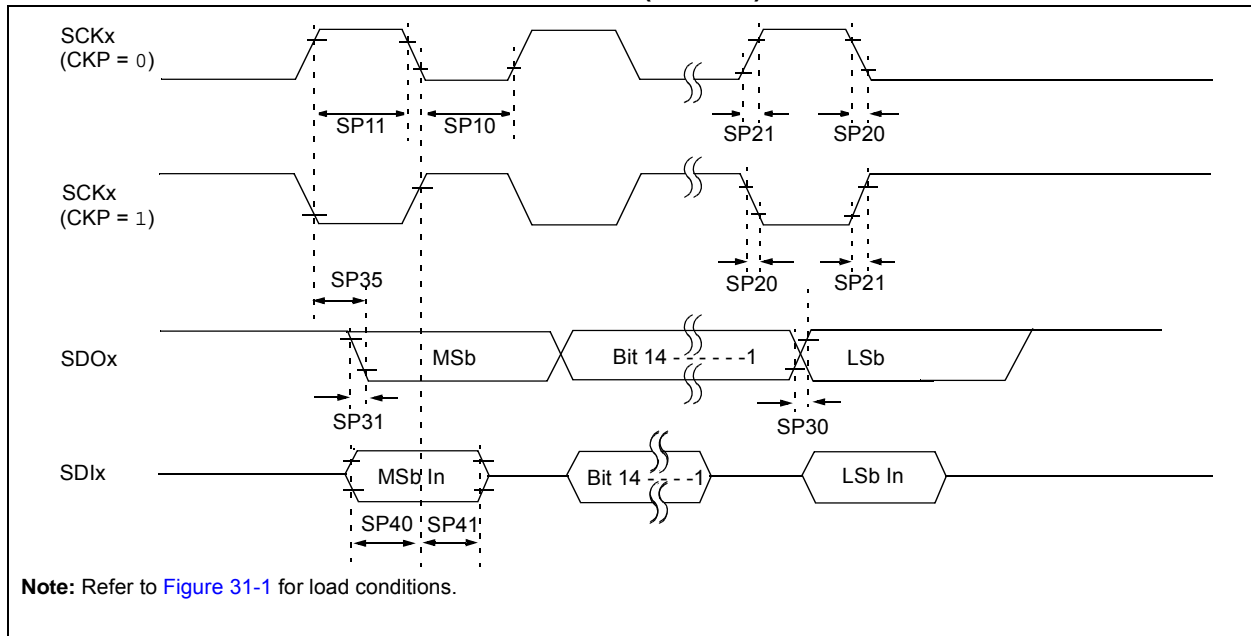 SCKx
(CKP = 0)
SP11
SP10
SP21
SP20
SCKx
(CKP = 1)
SP35
SP20
SP21
SDOx
MSb
Bit 14 - - - - - -1
LSb
SP31
SP30
SDIx
MSb In
Bit 14 - - - - -1
LSb In
SP40
SP41
Note: Refer to Figure 31-1 for load conditions.